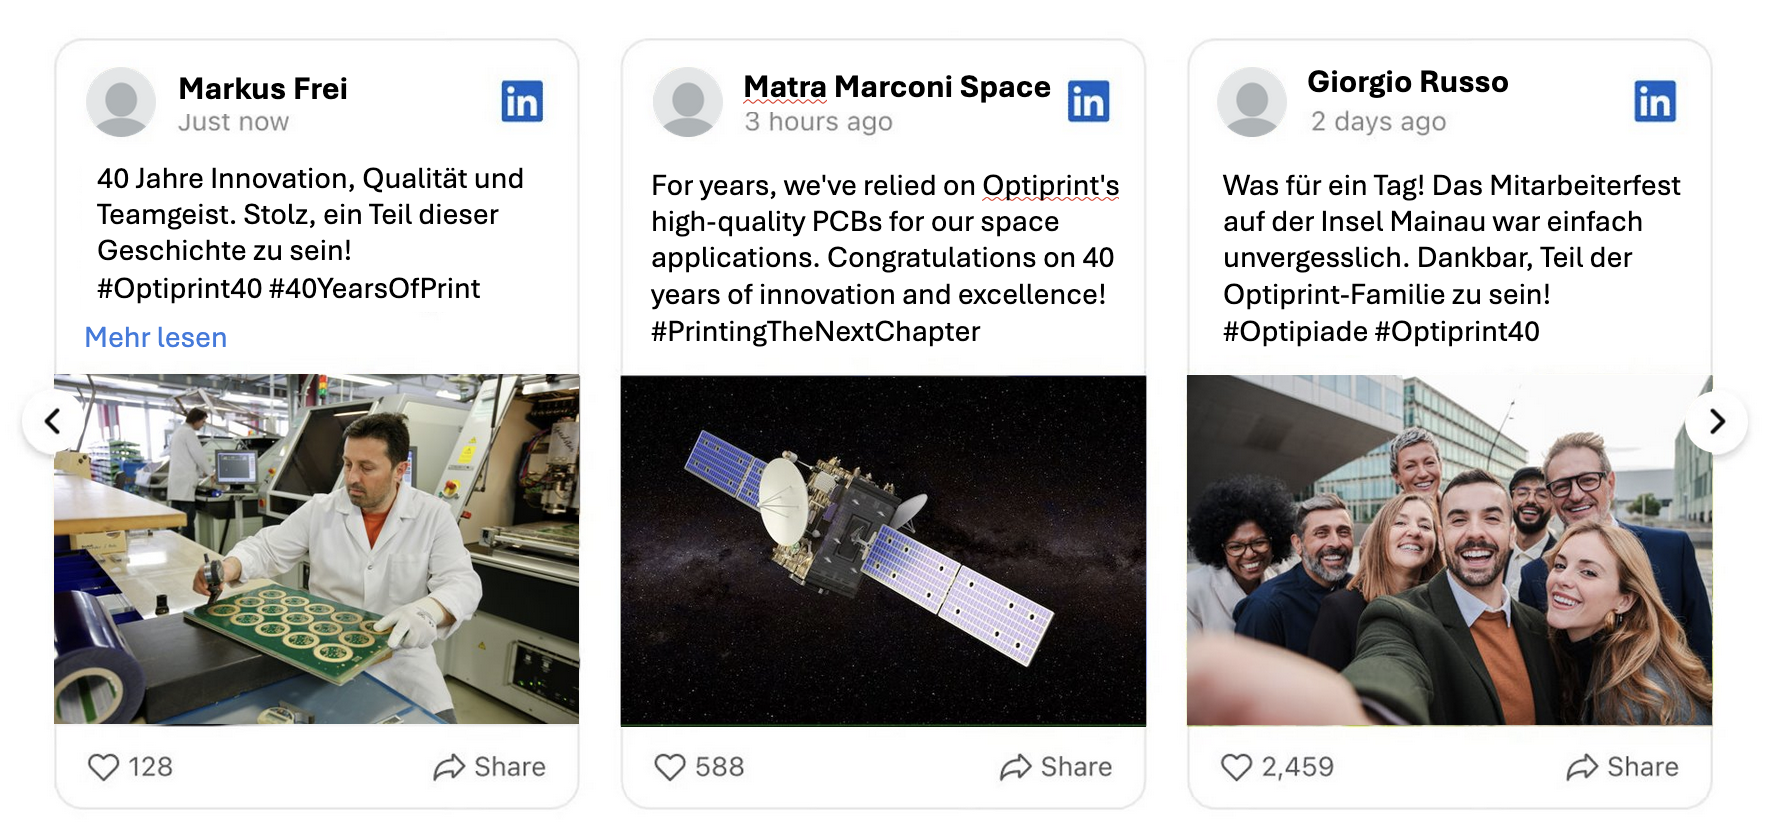 Markus Frei
Just now
in
40 Jahre Innovation, Qualität und
Teamgeist. Stolz, ein Teil dieser
Geschichte zu sein!
#Optiprint40 #40YearsOfPrint
Mehr lesen
128
Share
Matra Marconi Space
3 hours ago
in
For years, we've relied on Optiprint's
high-quality PCBs for our space
applications. Congratulations on 40
years of innovation and excellence!
#PrintingTheNextChapter
588
Share
Giorgio Russo
2 days ago
in
Was für ein Tag! Das Mitarbeiterfest
auf der Insel Mainau war einfach
unvergesslich. Dankbar, Teil der
Optiprint-Familie zu sein!
#Optipiade #Optiprint40
2,459
Share